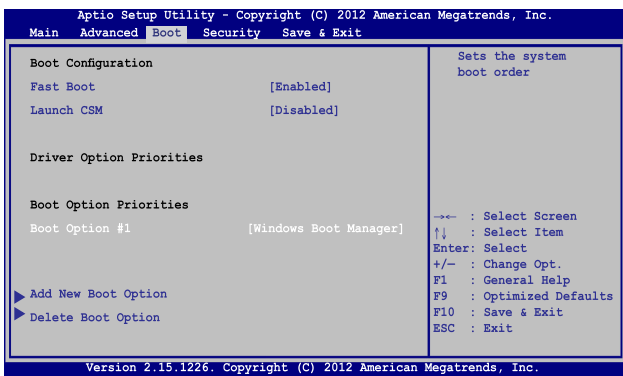 Aptio Setup Utility - Copyright (C) 2012 American Megatrends, Inc.
Main Advanced Boot Security Save & Exit
Boot Configuration
Fast Boot [Enabled]
Launch CSM [Disabled]
Driver Option Priorities
Boot Option Priorities
Boot Option #1 [Windows Boot Manager]
Add New Boot Option
Delete Boot Option
Sets the system
boot order
→← : Select Screen
↑↓ : Select Item
Enter: Select
+/— : Change Opt.
F1 : General Help
F9 : Optimized Defaults
F10 : Save & Exit
ESC : Exit
Version 2.15.1226. Copyright (C) 2012 American Megatrends, Inc.